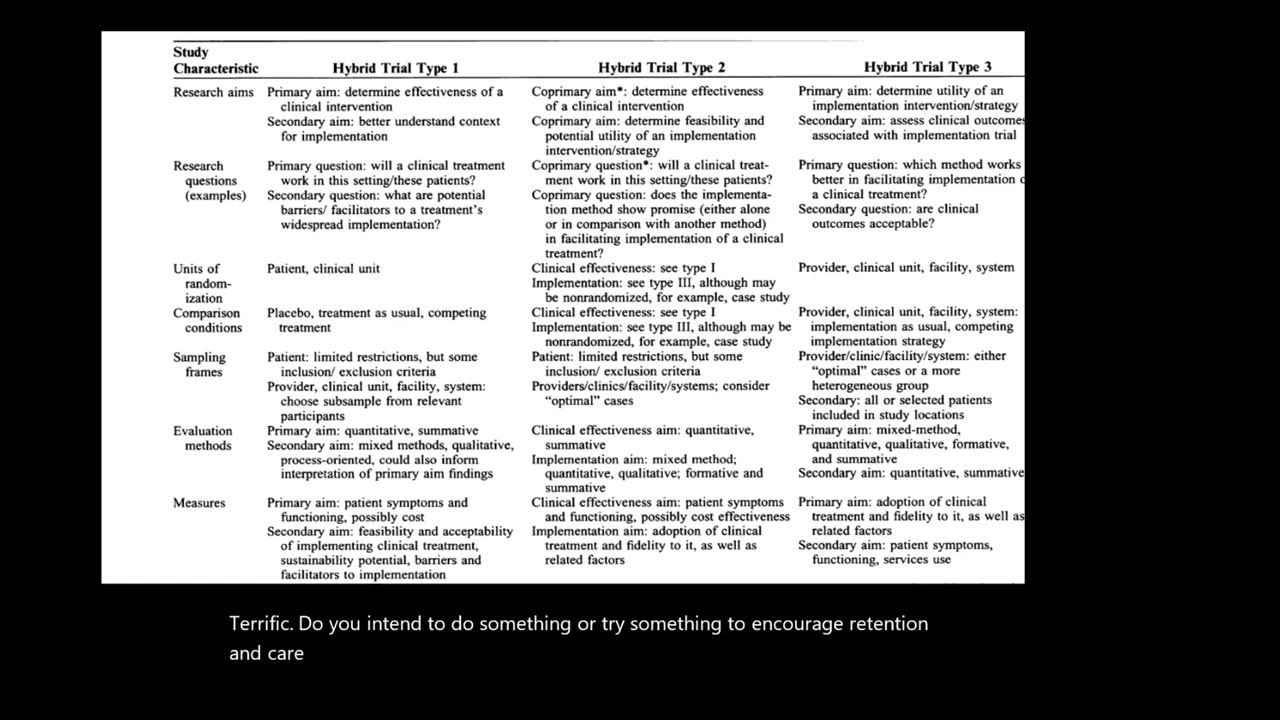 Study
Characteristic
Hybrid Trial Type 1
Hybrid Trial Type 2
Hybrid Trial Type 3
Research aims
Primary aim: determine effectiveness of a
clinical intervention
Secondary aim: better understand context
for implementation
Coprimary aim*: determine effectiveness
of a clinical intervention
Coprimary aim: determine feasibility and
potential utility of an implementation
intervention/strategy
Primary aim: determine utility of an
implementation intervention/strategy
Secondary aim: assess clinical outcomes
associated with implementation trial
Research
questions
(examples)
Primary question: will a clinical treatment
work in this setting/these patients?
Secondary question: what are potential
barriers/ facilitators to a treatment's
widespread implementation?
Coprimary question*: will a clinical treat-
ment work in this setting/these patients?
Coprimary question: does the implementa-
tion method show promise (either alone
or in comparison with another method)
in facilitating implementation of a clinical
treatment?
Primary question: which method works
better in facilitating implementation
a clinical treatment?
Secondary question: are clinical
outcomes acceptable?
Units of
random-
ization
Patient, clinical unit
Clinical effectiveness: see type I
Implementation: see type III, although may
be nonrandomized, for example, case study
Provider, clinical unit, facility, system
Comparison
conditions
Placebo, treatment as usual, competing
treatment
Clinical effectiveness: see type I
Implementation: see type III, although may be
nonrandomized, for example, case study
Provider, clinical unit, facility, system:
implementation as usual, competing
implementation strategy
Sampling
frames
Patient: limited restrictions, but some
inclusion/ exclusion criteria
Provider, clinical unit, facility, system:
choose subsample from relevant
participants
Patient: limited restrictions, but some
inclusion/ exclusion criteria
Providers/clinics/facility/systems; consider
"optimal" cases
Provider/clinic/facility/system: either
"optimal" cases or a more
heterogeneous group
Secondary: all or selected patients
included in study locations
Evaluation
methods
Primary aim: quantitative, summative
Secondary aim: mixed methods, qualitative,
process-oriented, could also inform
interpretation of primary aim findings
Clinical effectiveness aim: quantitative,
summative
Implementation aim: mixed method;
quantitative, qualitative; formative and
summative
Primary aim: mixed-method,
quantitative, qualitative, formative,
and summative
Secondary aim: quantitative, summative
Measures
Primary aim: patient symptoms and
functioning, possibly cost
Secondary aim: feasibility and acceptability
of implementing clinical treatment,
sustainability potential, barriers and
facilitators to implementation
Clinical effectiveness aim: patient symptoms
and functioning, possibly cost effectiveness
Implementation aim: adoption of clinical
treatment and fidelity to it, as well as
related factors
Primary aim: adoption of clinical
treatment and fidelity to it, as well as
related factors
Secondary aim: patient symptoms,
functioning, services use
Terrific. Do you intend to do something or try something to encourage retention
and care